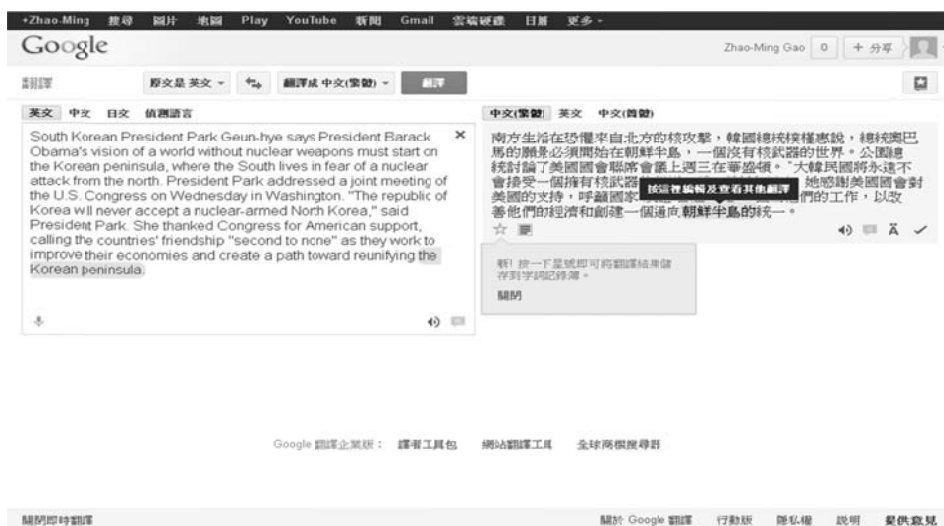 +Zhao-Ming 搜尋 圖片 地圖 Play YouTube 新聞 Gmail 雲端硬碟 日曆 更多
Google
Zhao-Ming Gao 0 + 分享
翻譯 原文是 英文 翻譯成 中文(繁體) 翻譯
英文 中文 日文 偵測語言
South Korean President Park Geun-hye says President Barack
Obama's vision of a world without nuclear weapons must start on
the Korean peninsula, where the South lives in fear of a nuclear
attack from the north. President Park addressed a joint meeting of
the U.S. Congress on Wednesday in Washington. "The republic of
Korea will never accept a nuclear-armed North Korea," said
President Park. She thanked Congress for American support,
calling the countries' friendship "second to none" as they work to
improve their economies and create a path toward reunifying the
Korean peninsula.
中文(繁體) 英文 中文(簡體)
南方生活在恐懼來自北方的核攻擊，韓國總統樸槿惠說，總統奧巴
馬的願景必須開始在朝鮮半島，一個沒有核武器的世界。公園總
統討論了美國國會聯席會議上週三在華盛頓。"大韓民國將永遠不
會接受一個擁有核武器 她感謝美國國會對
按這裡編輯及查看其他翻譯
美國的支持，呼籲國家 們的工作，以改
善他們的經濟和創建一個通向朝鮮半島的統一。
新! 按一下星號即可將翻譯結果儲
存到字詞記錄簿。
關閉
Google 翻譯企業版： 譯者工具包 網站翻譯工具 全球商機搜尋器
關閉即時翻譯 關於 Google 翻譯 行動版 隱私權 說明 提供意見